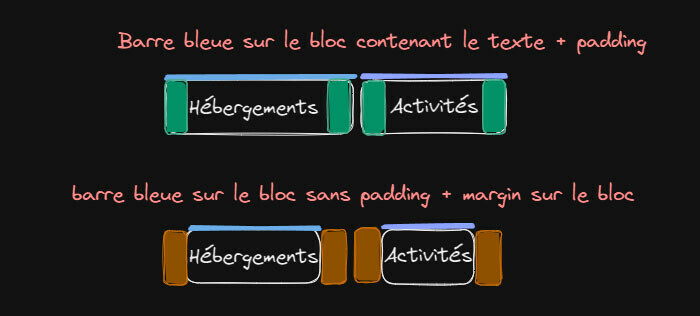 Barre bleue sur le bloc contenant le texte + padding
Hébergements Activités
barre bleue sur le bloc sans padding + margin sur le bloc
Hébergements Activités